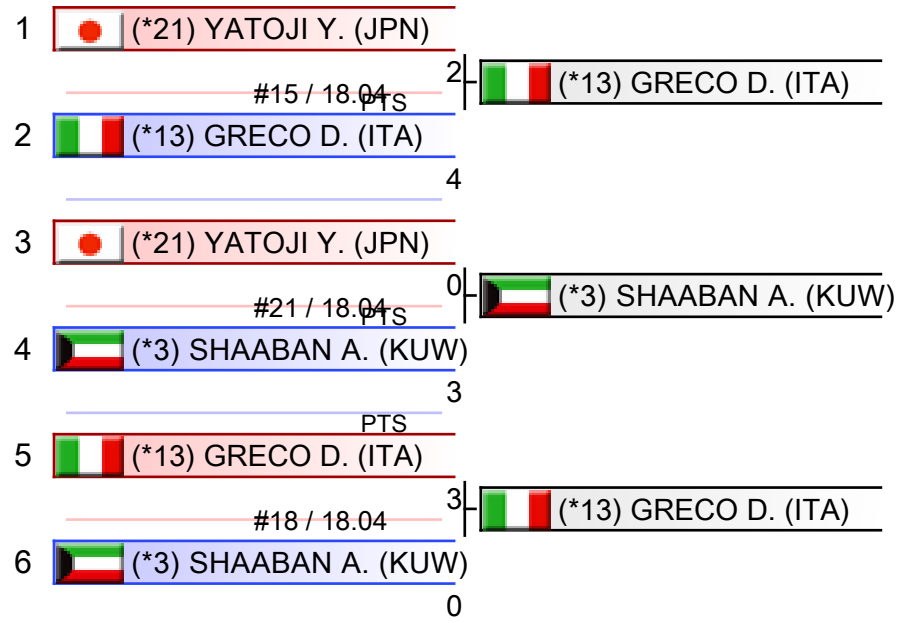 1 (*21) YATOJI Y. (JPN)
2 (*13) GRECO D. (ITA)
#15 / 18.04 PTS
2 (*13) GRECO D. (ITA)
4
3 (*21) YATOJI Y. (JPN)
0 (*3) SHAABAN A. (KUW)
#21 / 18.04 PTS
4 (*3) SHAABAN A. (KUW)
3
PTS
5 (*13) GRECO D. (ITA)
3 (*13) GRECO D. (ITA)
#18 / 18.04
6 (*3) SHAABAN A. (KUW)
0